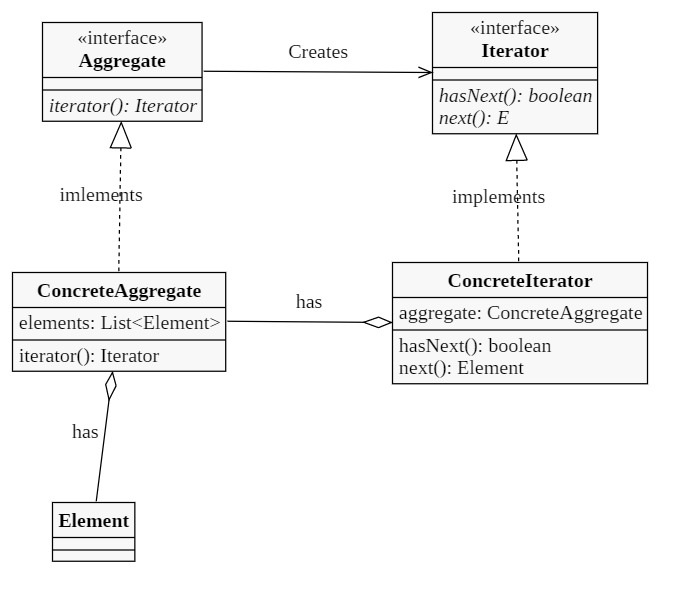 «interface»
Aggregate
iterator(): Iterator
Creates
«interface»
Iterator
hasNext(): boolean
next(): E
imlements
implements
ConcreteAggregate
elements: List<Element>
iterator(): Iterator
has
ConcreteIterator
aggregate: ConcreteAggregate
hasNext(): boolean
next(): Element
has
Element